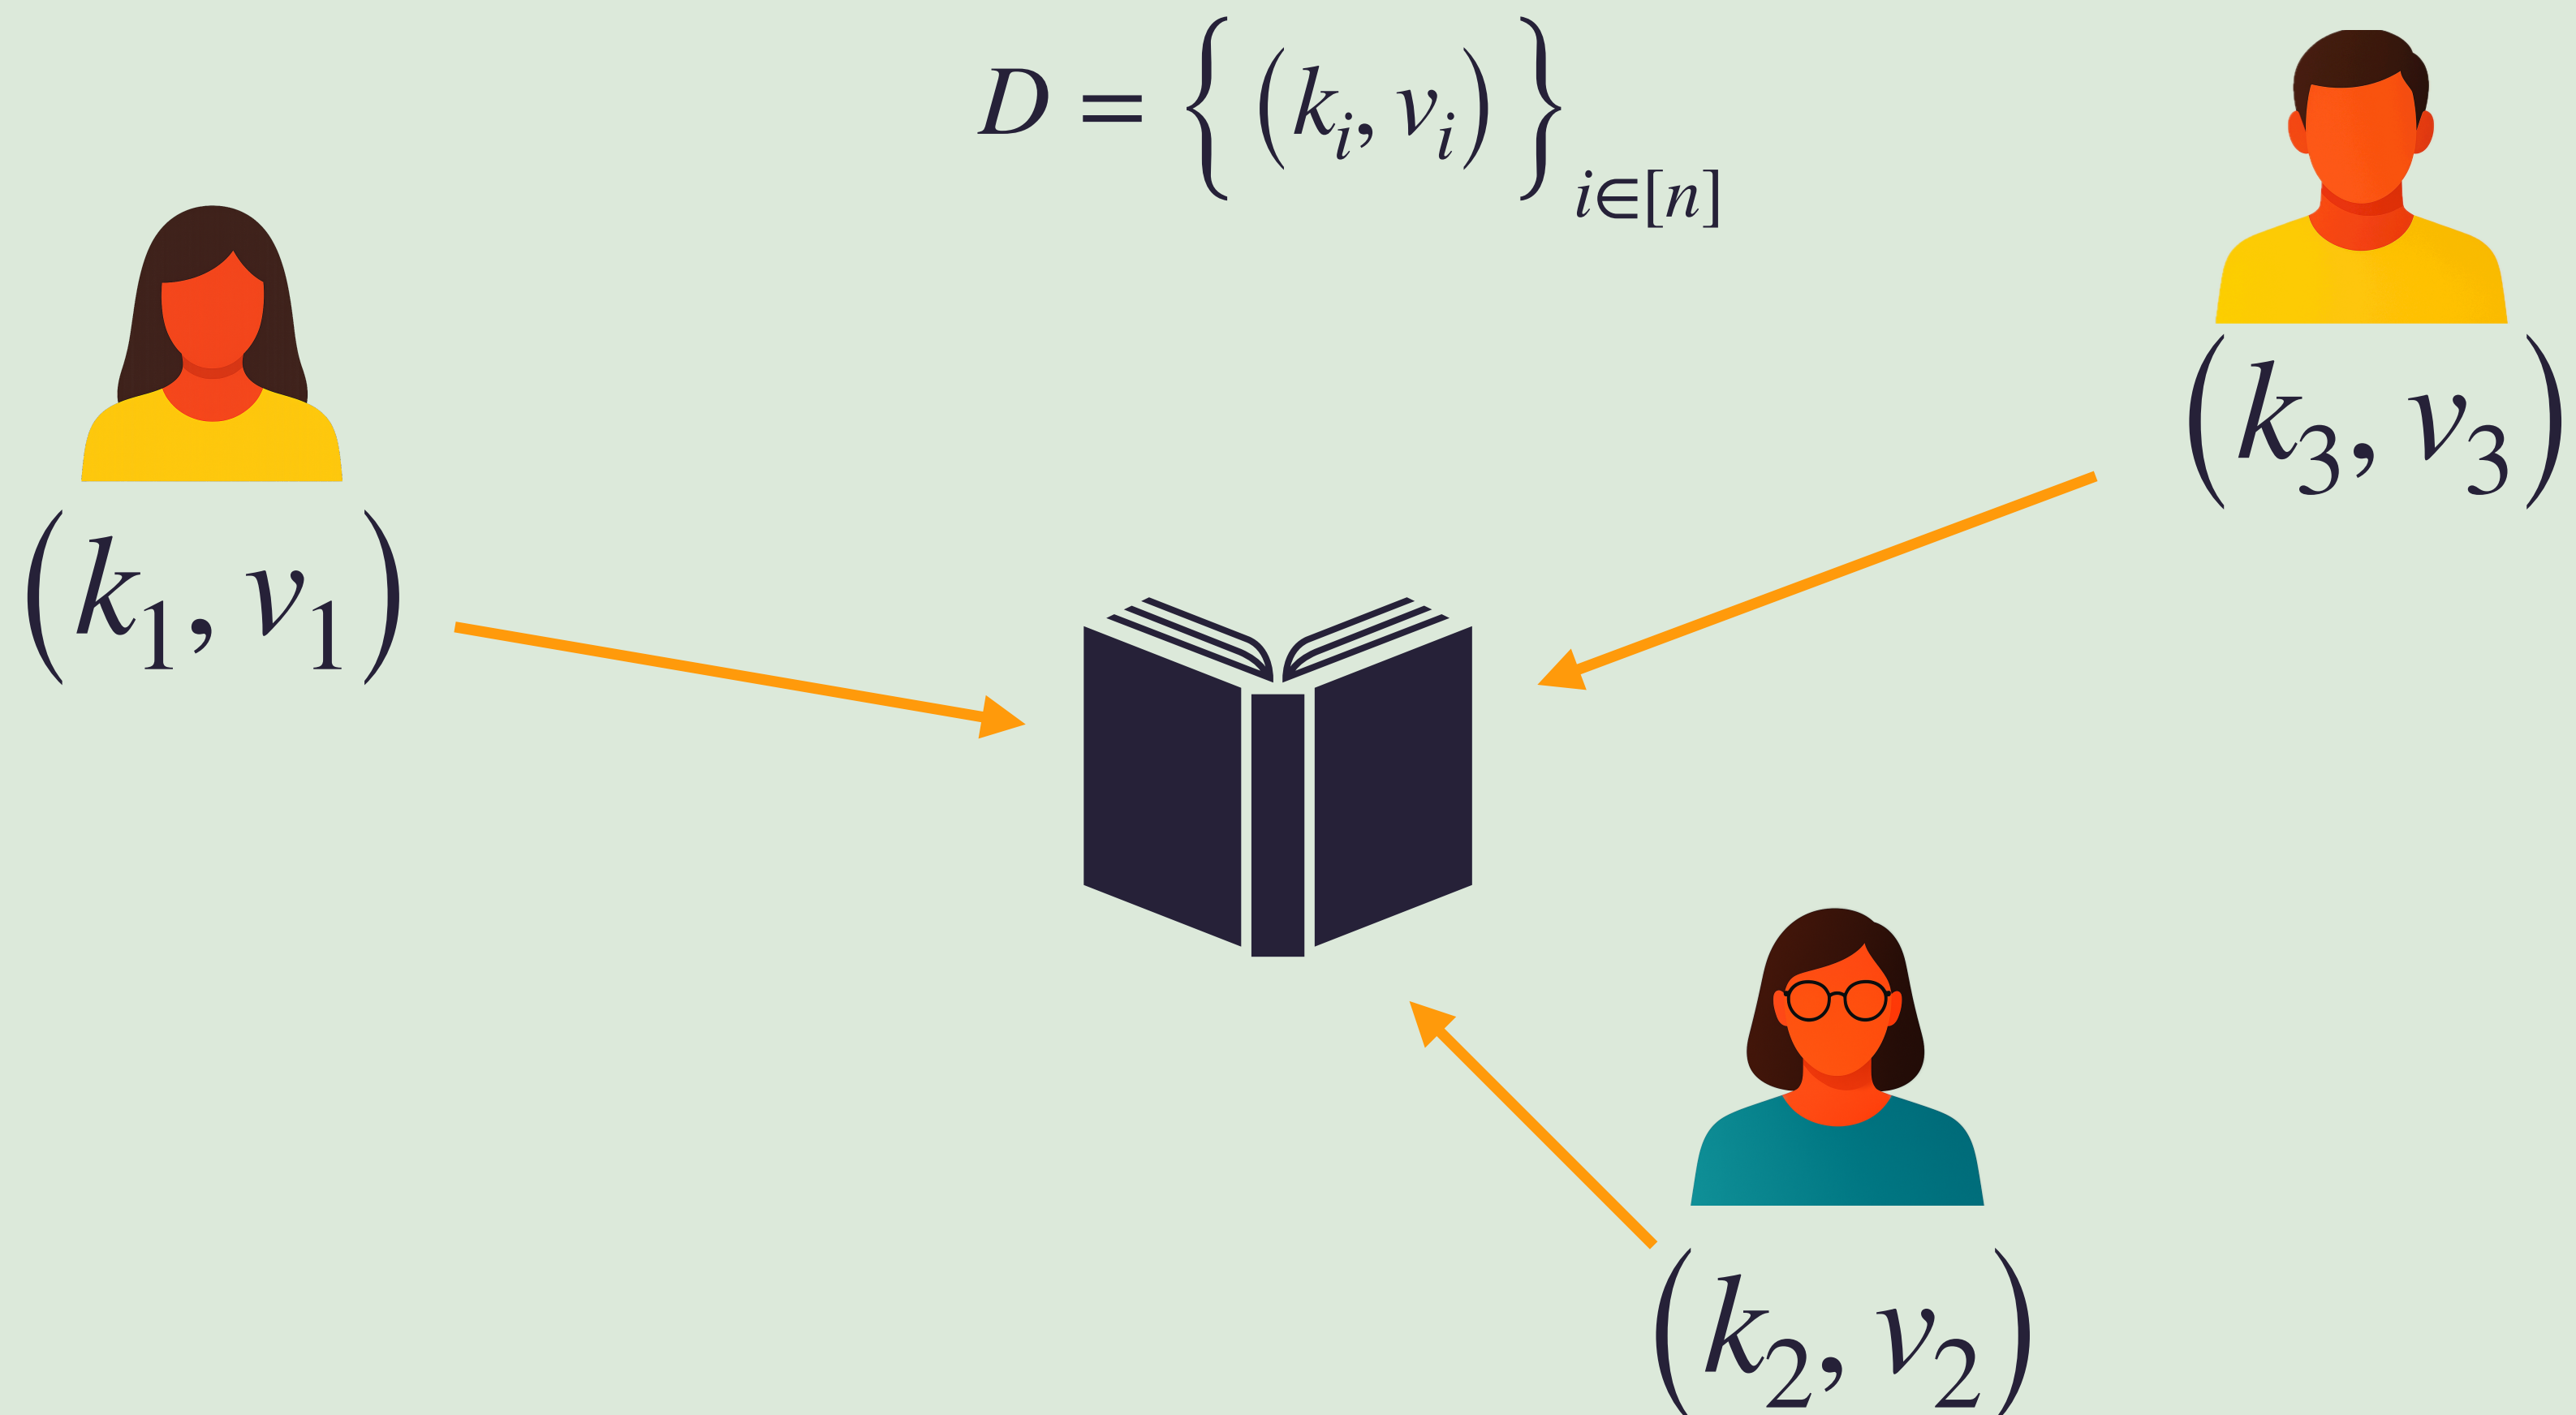 D = { (k_i, v_i) }_{i∈[n]}
(k_3, v_3)
(k_1, v_1)
(k_2, v_2)